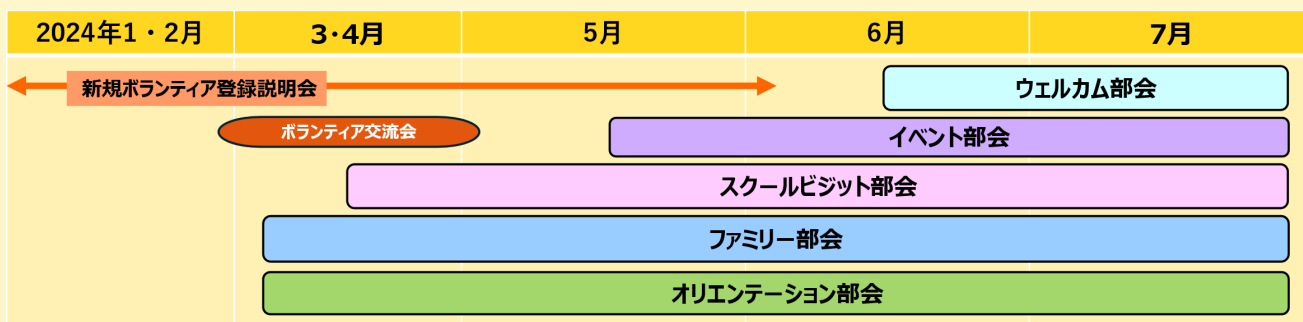 2024年1・2月 3・4月 5月 6月 7月
新規ボランティア登録説明会
ウェルカム部会
ボランティア交流会
イベント部会
スクールビジット部会
ファミリー部会
オリエンテーション部会